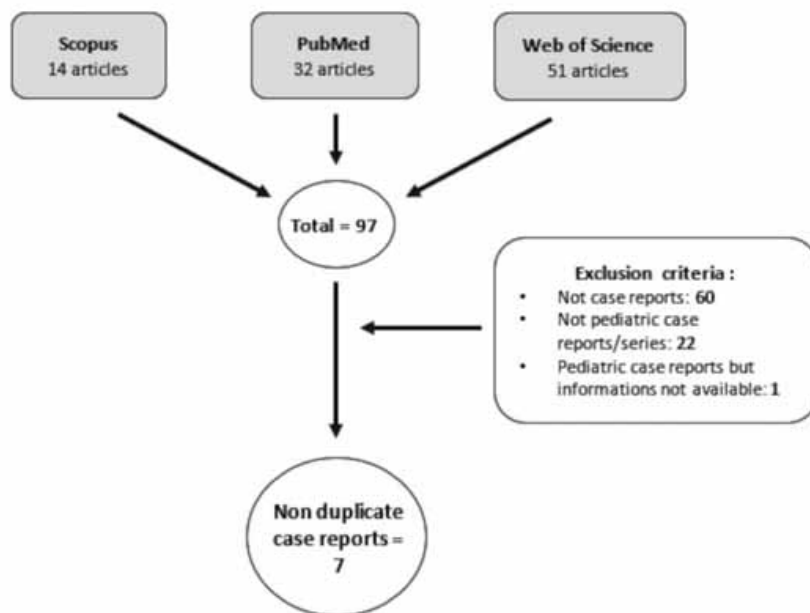 Scopus
14 articles
PubMed
32 articles
Web of Science
51 articles
Total = 97
Exclusion criteria :
• Not case reports: 60
• Not pediatric case
reports/series: 22
• Pediatric case reports but
informations not available: 1
Non duplicate
case reports =
7